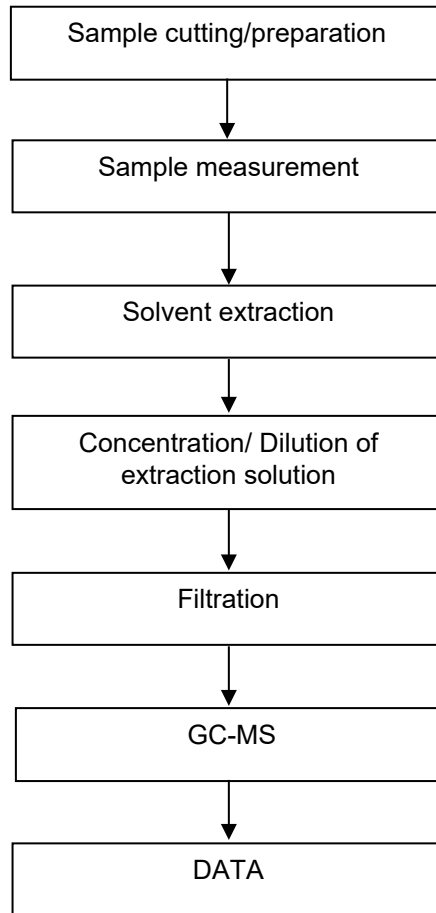 Sample cutting/preparation
Sample measurement
Solvent extraction
Concentration/ Dilution of
extraction solution
Filtration
GC-MS
DATA